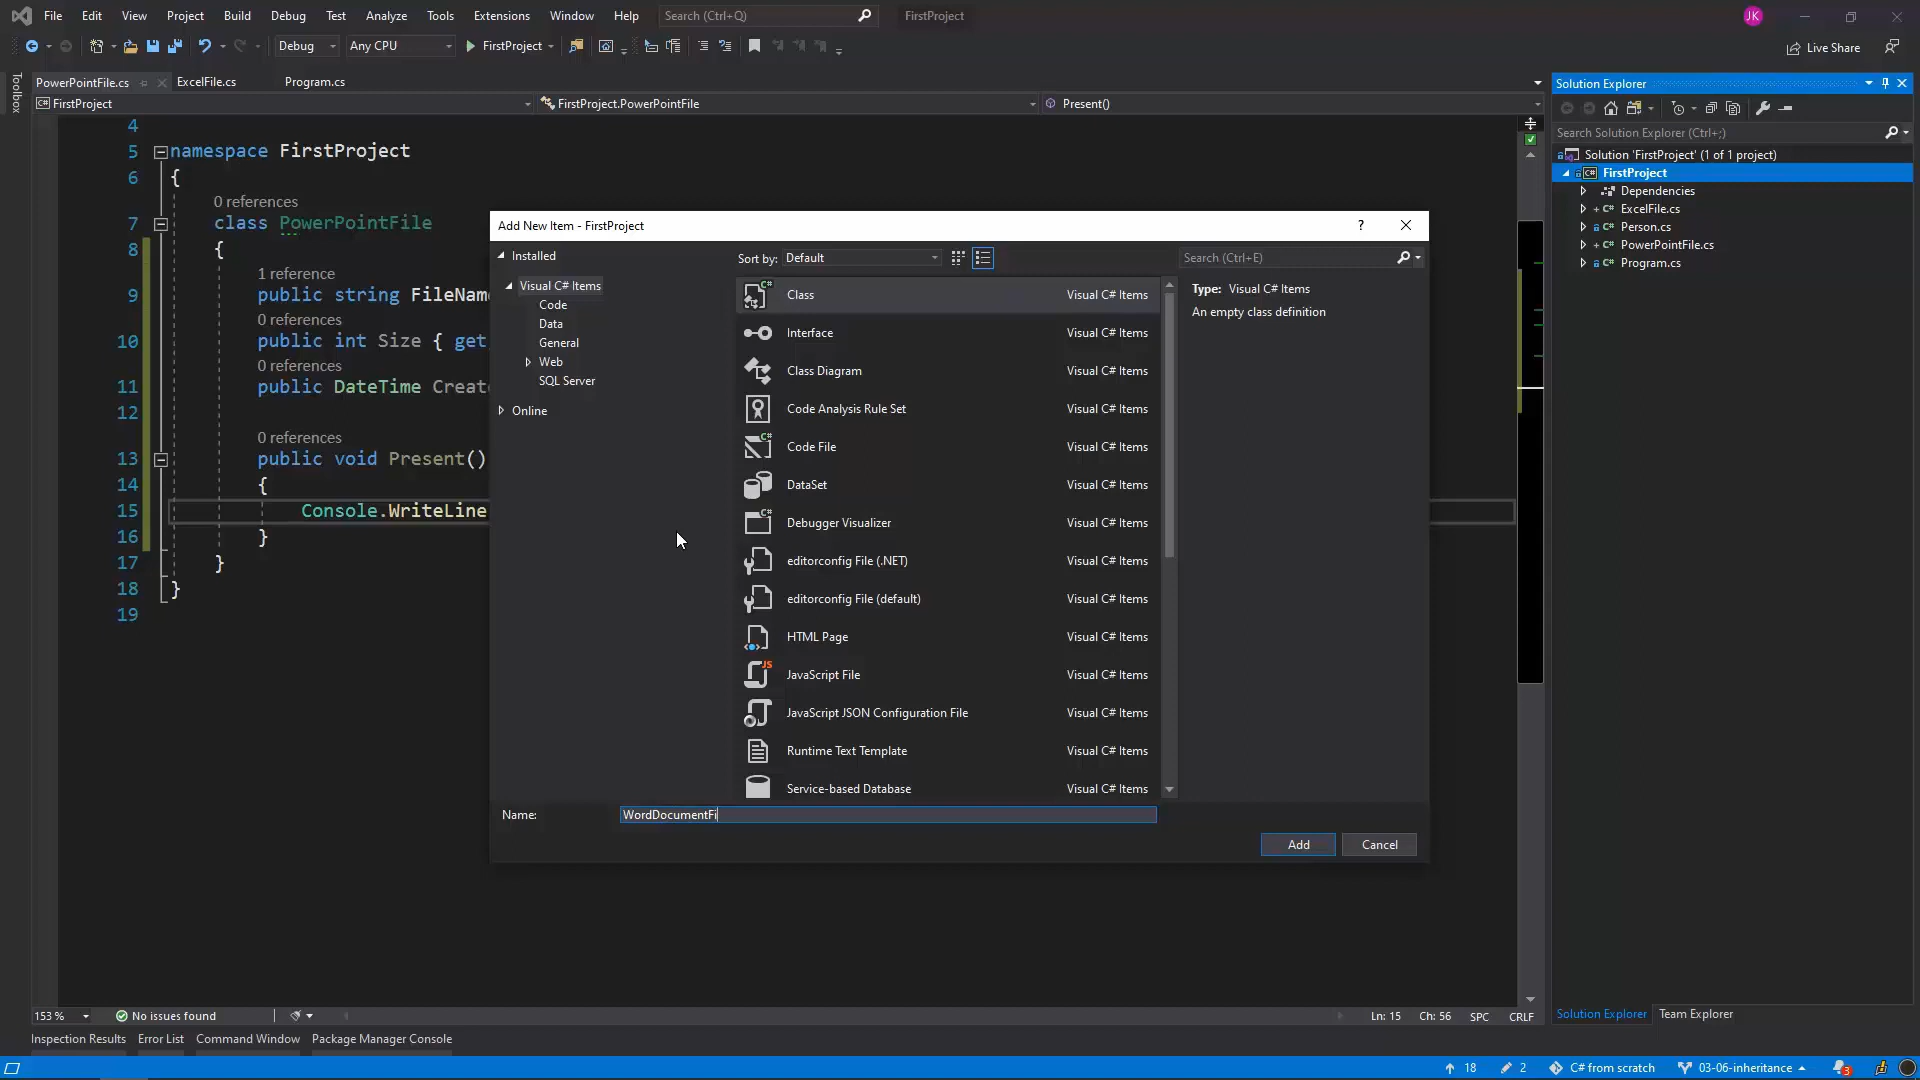 File Edit View Project Build Debug Test Analyze Tools Extensions Window Help Search (Ctrl+Q) FirstProject JK
Debug Any CPU FirstProject Live Share
Toolbox
PowerPointFile.cs ExcelFile.cs Program.cs
FirstProject FirstProject.PowerPointFile Present()
4
5 namespace FirstProject
6 {
0 references
7 class PowerPointFile
8 {
1 reference
9 public string FileName
0 references
10 public int Size { get
0 references
11 public DateTime Create
12
0 references
13 public void Present()
14 {
15 Console.WriteLine
16 }
17 }
18 }
19
Add New Item - FirstProject ?
Installed
Visual C# Items
Code
Data
General
Web
SQL Server
Online
Sort by: Default
Search (Ctrl+E)
Class Visual C# Items
Interface Visual C# Items
Class Diagram Visual C# Items
Code Analysis Rule Set Visual C# Items
Code File Visual C# Items
DataSet Visual C# Items
Debugger Visualizer Visual C# Items
editorconfig File (.NET) Visual C# Items
editorconfig File (default) Visual C# Items
HTML Page Visual C# Items
JavaScript File Visual C# Items
JavaScript JSON Configuration File Visual C# Items
Runtime Text Template Visual C# Items
Service-based Database Visual C# Items
Type: Visual C# Items
An empty class definition
Name: WordDocumentFi
Add Cancel
Solution Explorer
Search Solution Explorer (Ctrl+;)
Solution 'FirstProject' (1 of 1 project)
C# FirstProject
Dependencies
C# ExcelFile.cs
C# Person.cs
C# PowerPointFile.cs
C# Program.cs
Solution Explorer Team Explorer
153 % No issues found Ln: 15 Ch: 56 SPC CRLF
Inspection Results Error List Command Window Package Manager Console
18 2 C# from scratch 03-06-inheritance 3